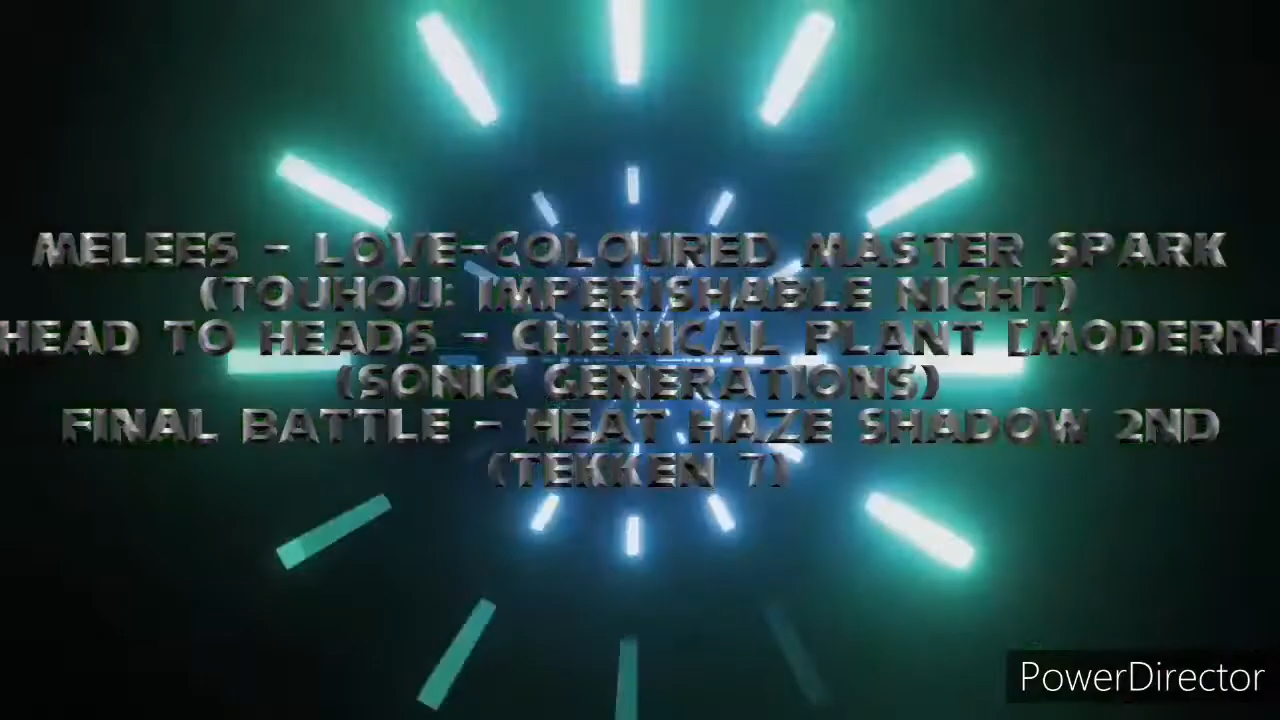 MELEES - LOVE-COLOURED MASTER SPARK
(TOUHOU: IMPERISHABLE NIGHT)
HEAD TO HEADS - CHEMICAL PLANT [MODERN]
(SONIC GENERATIONS)
FINAL BATTLE - HEAT HAZE SHADOW 2ND
(TEKKEN 7)
PowerDirector